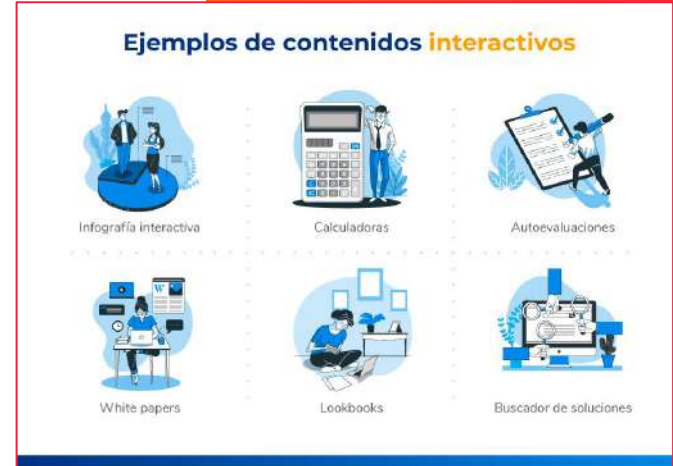 Ejemplos de contenidos interactivos
Infografía interactiva
Calculadoras
Autoevaluaciones
W
White papers
Lookbooks
Buscador de soluciones